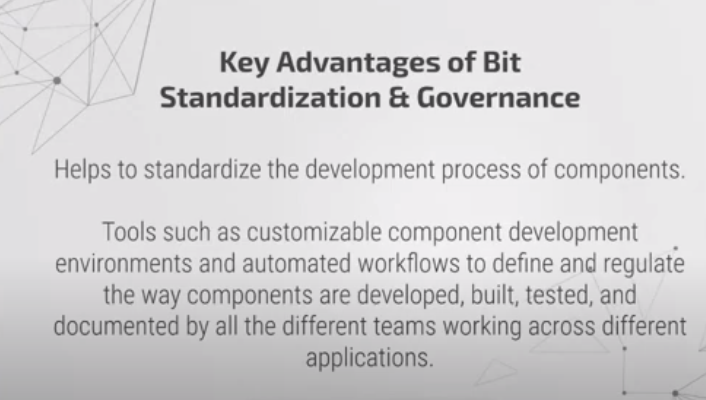 Key Advantages of Bit
Standardization & Governance
Helps to standardize the development process of components.
Tools such as customizable component development
environments and automated workflows to define and regulate
the way components are developed, built, tested, and
documented by all the different teams working across different
applications.